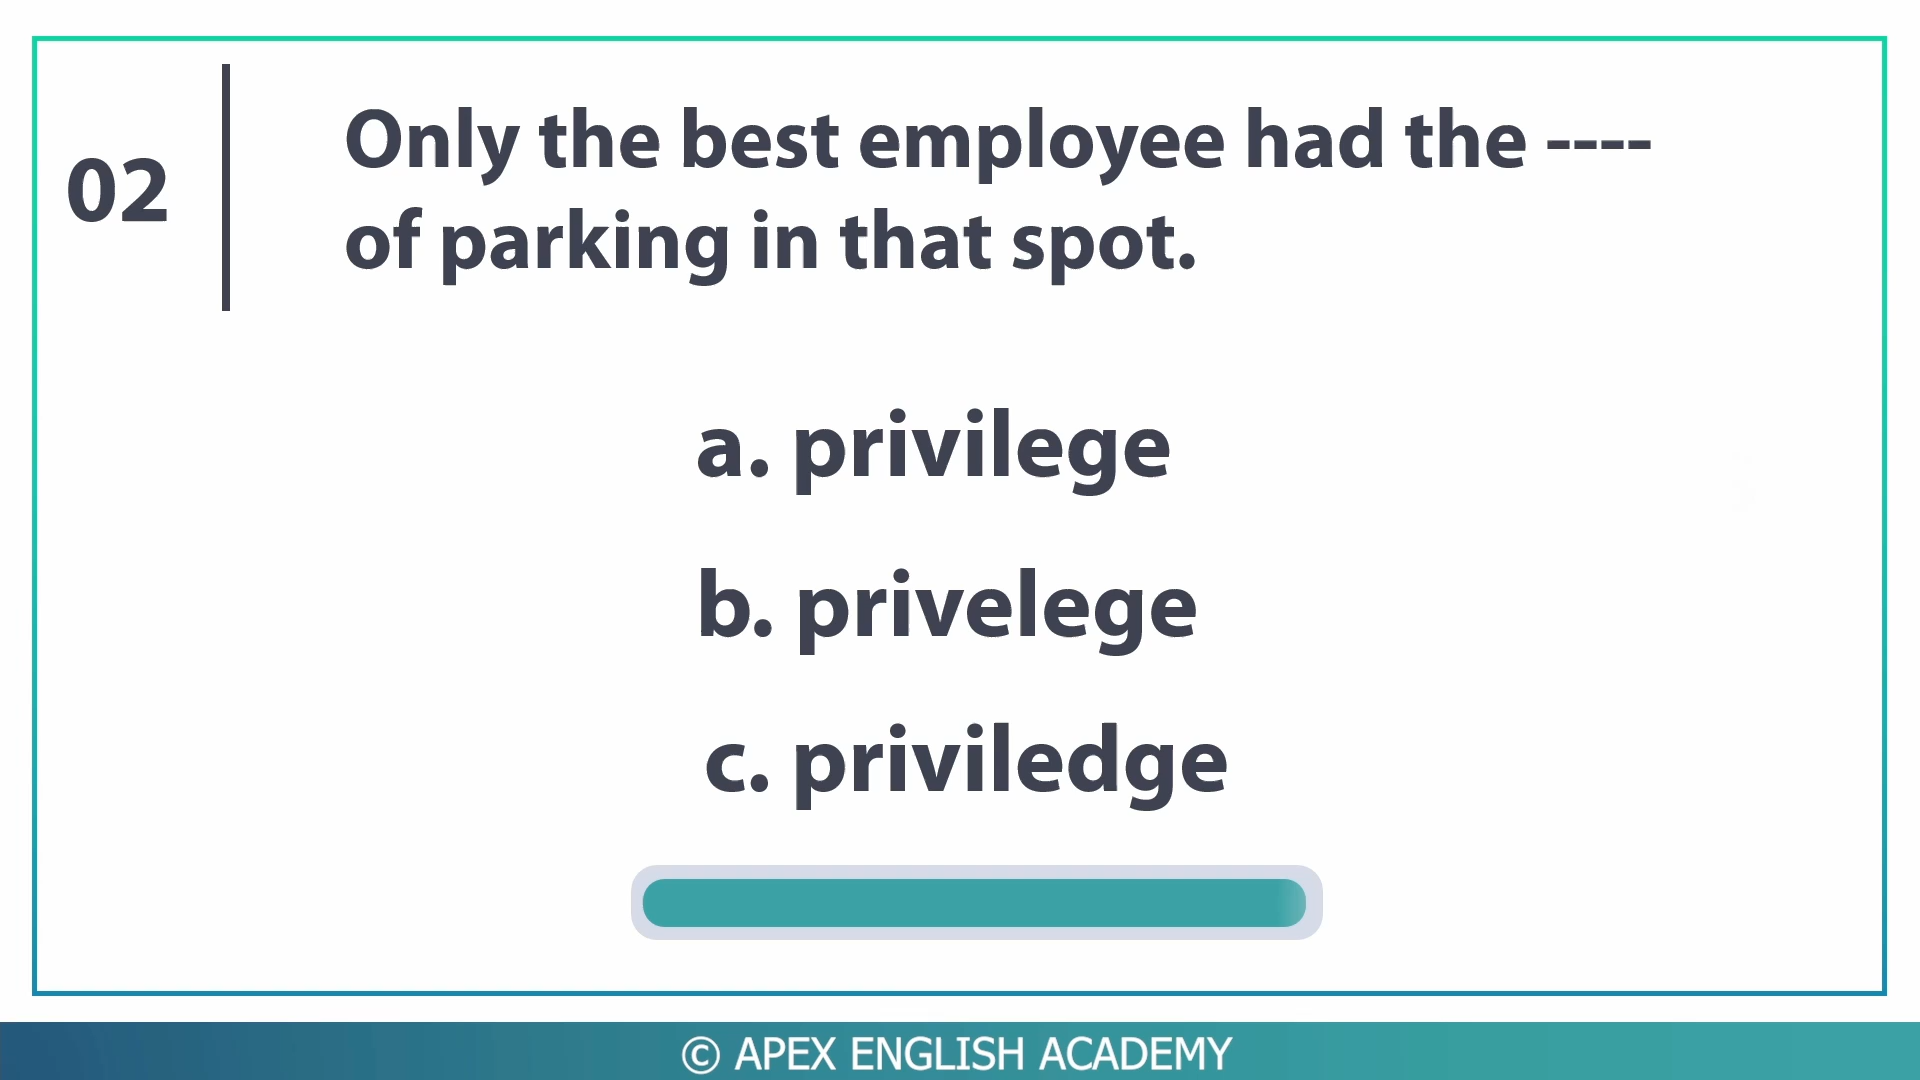 02
Only the best employee had the ----
of parking in that spot.
a. privilege
b. privelege
c. priviledge
© APEX ENGLISH ACADEMY